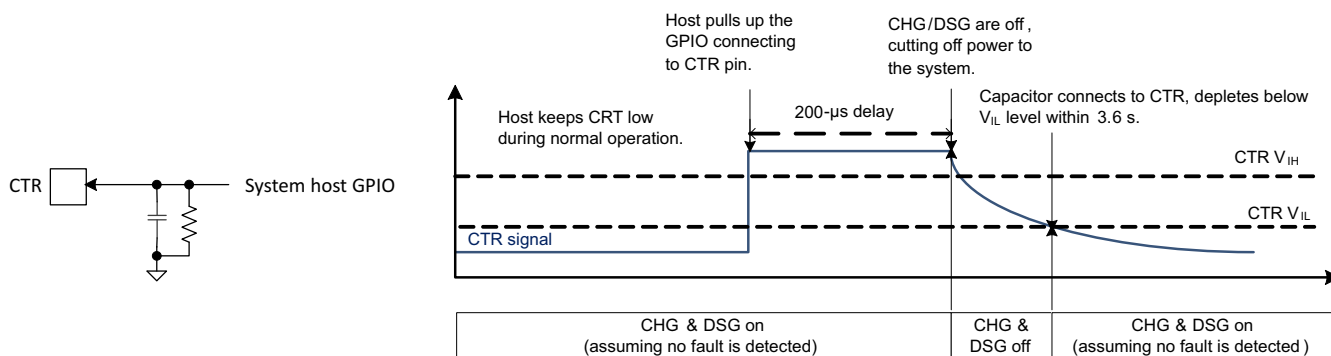 Host pulls up the
GPIO connecting
to CTR pin.
CHG/DSG are off,
cutting off power to
the system.
Host keeps CRT low
during normal operation.
200-µs delay
Capacitor connects to CTR, depletes below
VIL level within 3.6 s.
CTR
System host GPIO
CTR VIH
CTR VIL
CTR signal
CHG & DSG on
(assuming no fault is detected)
CHG &
DSG off
CHG & DSG on
(assuming no fault is detected)